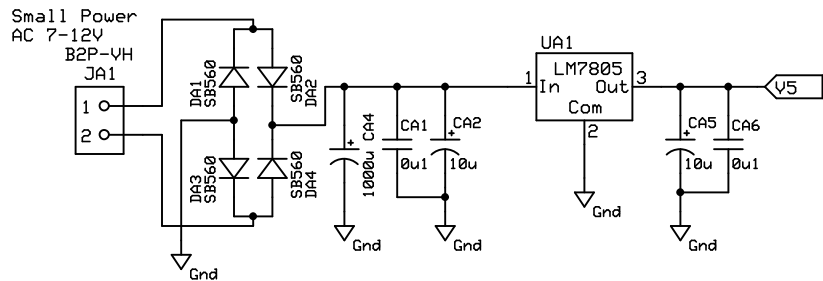 Small Power
AC 7-12V
B2P-VH
JA1
1
2
DA1
SB560
SB560
DA2
DA3
SB560
SB560
DA4
Gnd
+
1000u CA4
Gnd
CA1
0u1
+
CA2
10u
Gnd
UA1
LM7805
1
In
Out
3
Com
2
Gnd
+
CA5
10u
CA6
0u1
Gnd
V5